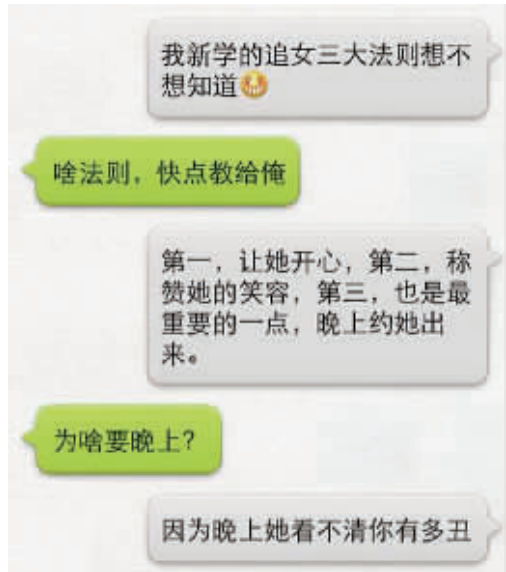 我新学的追女三大法则想不
想知道
啥法则，快点教给俺
第一，让她开心，第二，称
赞她的笑容，第三，也是最
重要的一点，晚上约她出
来。
为啥要晚上？
因为晚上她看不清你有多丑